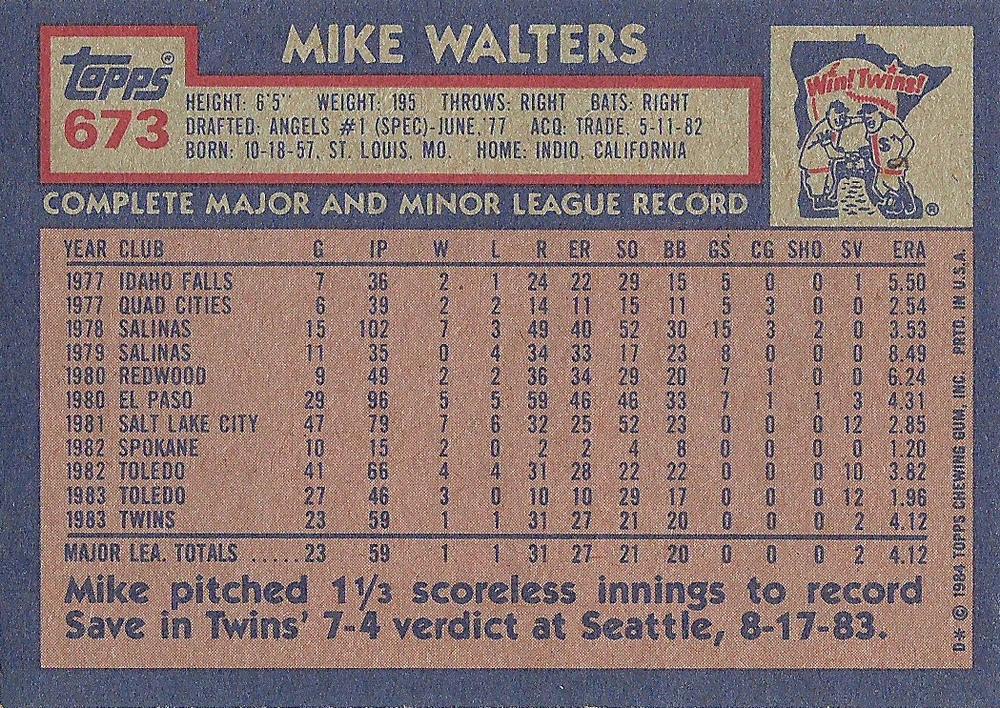 MIKE WALTERS
Topps®
673
HEIGHT: 6'5" WEIGHT: 195 THROWS: RIGHT BATS: RIGHT
DRAFTED: ANGELS #1 (SPEC)-JUNE,'77 ACQ: TRADE, 5-11-82
BORN: 10-18-57, ST. LOUIS, MO. HOME: INDIO, CALIFORNIA
Win! Twins!
®
COMPLETE MAJOR AND MINOR LEAGUE RECORD
YEAR CLUB G IP W L R ER SO BB GS CG SHO SV ERA
1977 IDAHO FALLS 7 36 2 1 24 22 29 15 5 0 0 1 5.50
1977 QUAD CITIES 6 39 2 2 14 11 15 11 5 3 0 0 2.54
1978 SALINAS 15 102 7 3 49 40 52 30 15 3 2 0 3.53
1979 SALINAS 11 35 0 4 34 33 17 23 8 0 0 0 8.49
1980 REDWOOD 9 49 2 2 36 34 29 20 7 1 0 0 6.24
1980 EL PASO 29 96 5 5 59 46 46 33 7 1 1 3 4.31
1981 SALT LAKE CITY 47 79 7 6 32 25 52 23 0 0 0 12 2.85
1982 SPOKANE 10 15 2 0 2 2 4 8 0 0 0 0 1.20
1982 TOLEDO 41 66 4 4 31 28 22 22 0 0 0 10 3.82
1983 TOLEDO 27 46 3 0 10 10 29 17 0 0 0 12 1.96
1983 TWINS 23 59 1 1 31 27 21 20 0 0 0 2 4.12
MAJOR LEA. TOTALS .....23 59 1 1 31 27 21 20 0 0 0 2 4.12
Mike pitched 1⅓ scoreless innings to record
Save in Twins' 7-4 verdict at Seattle, 8-17-83.
D* © 1984 TOPPS CHEWING GUM, INC. PRTD. IN U.S.A.